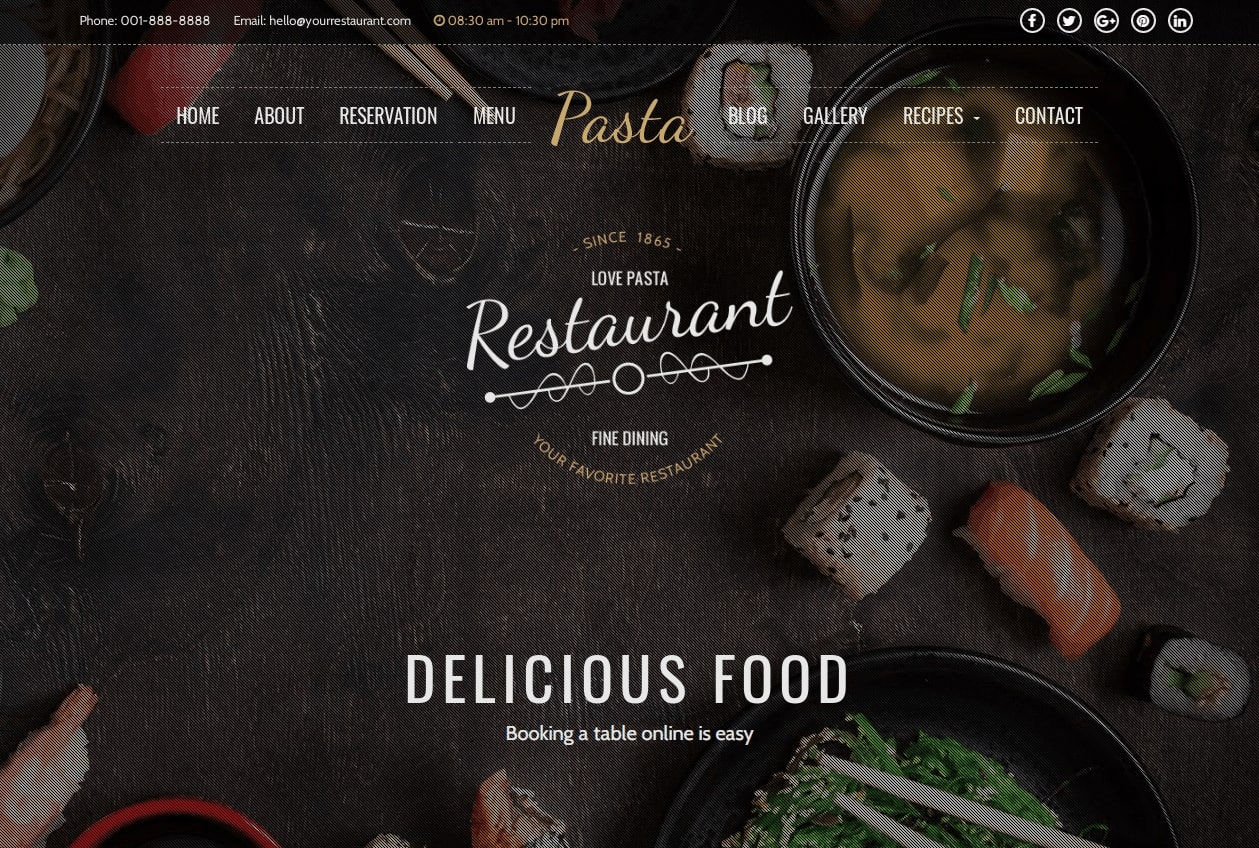 Phone: 001-888-8888 Email: hello@yourrestaurant.com 08:30 am - 10:30 pm
HOME ABOUT RESERVATION MENU Pasta BLOG GALLERY RECIPES CONTACT
- SINCE 1865 -
LOVE PASTA
Restaurant
FINE DINING
YOUR FAVORITE RESTAURANT
DELICIOUS FOOD
Booking a table online is easy